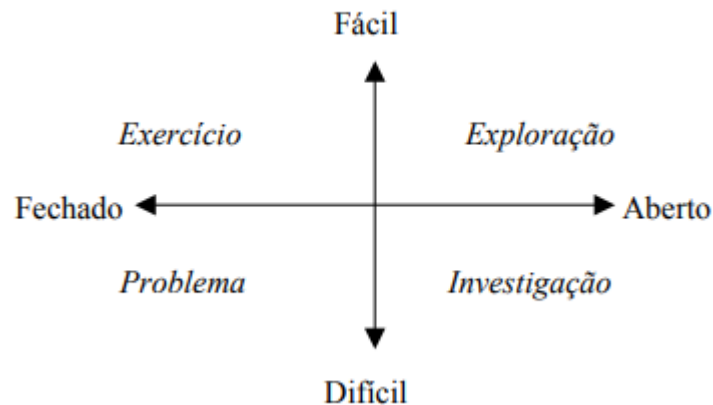 Fácil
Exercício Exploração
Fechado Aberto
Problema Investigação
Difícil